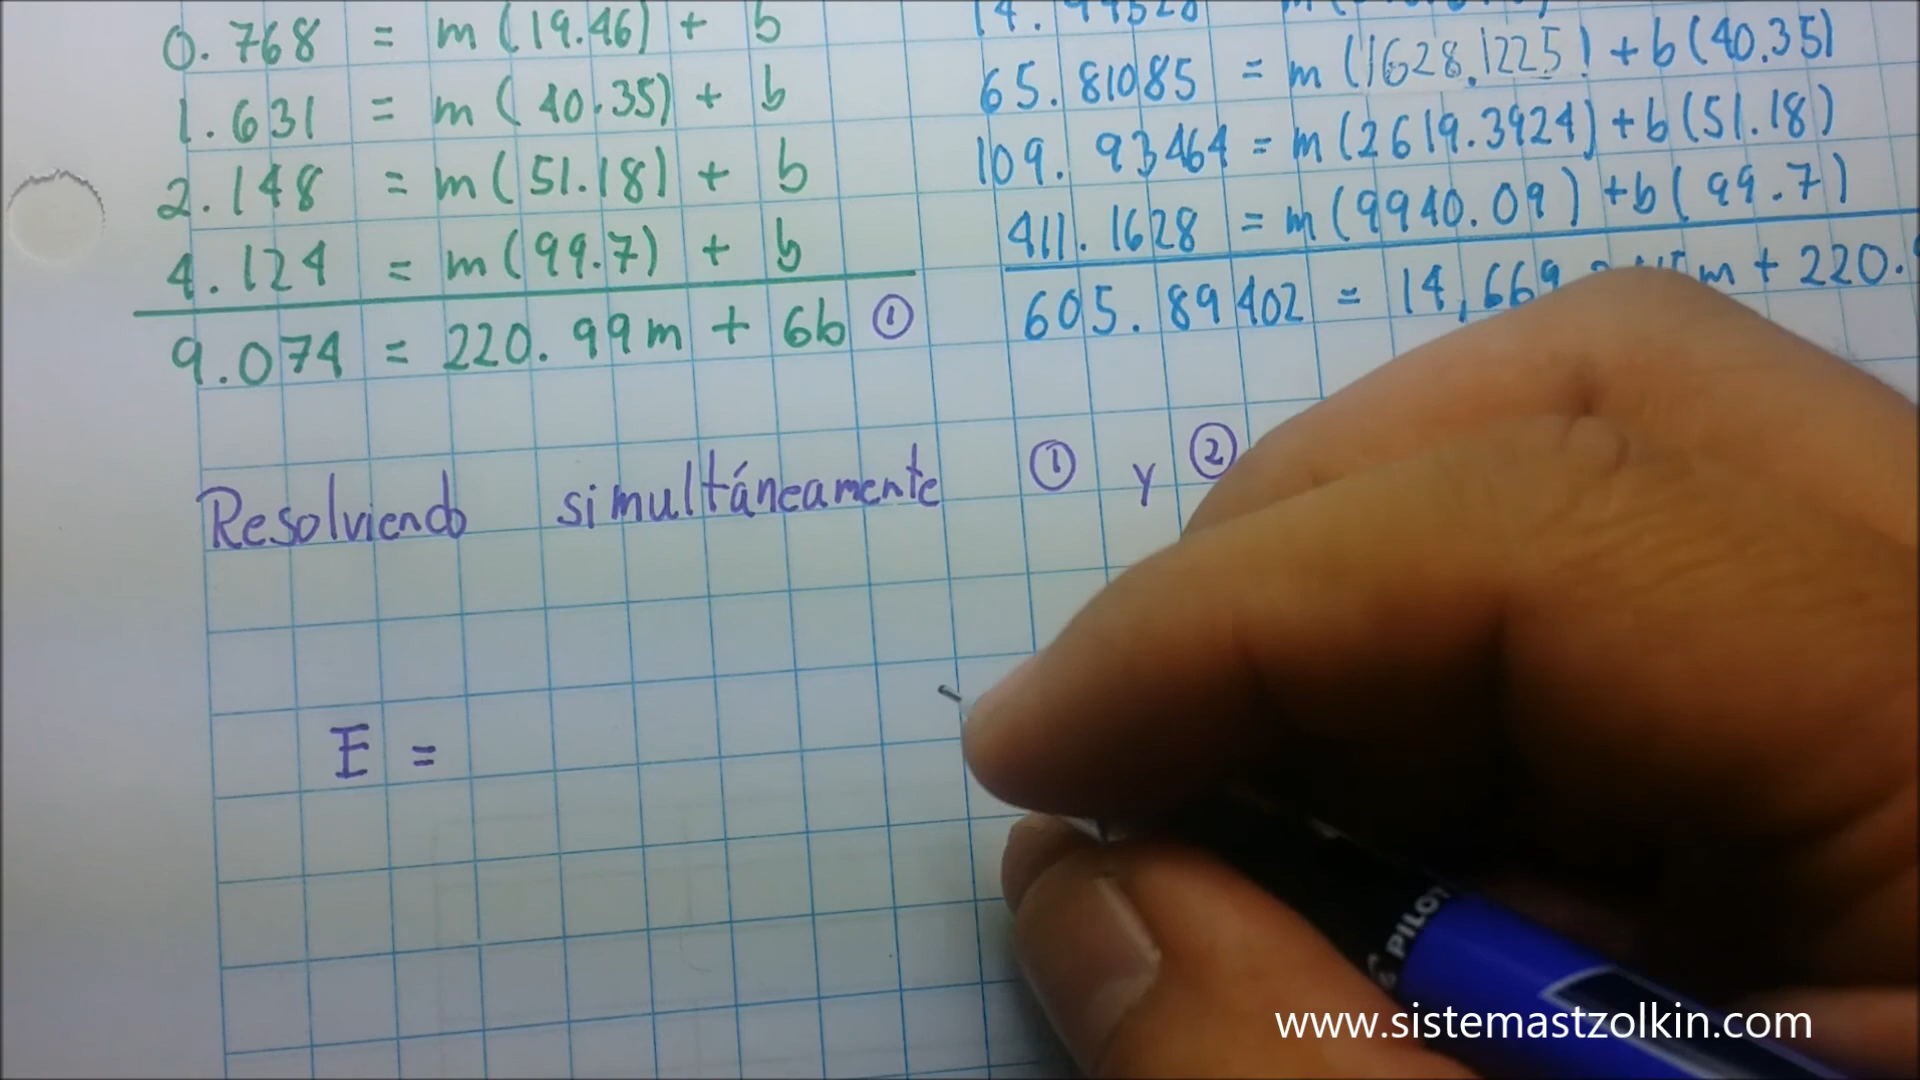 0.768 = m(19.46) + b
1.631 = m(40.35) + b
2.148 = m(51.18) + b
4.124 = m(99.7) + b
9.074 = 220.99m + 6b ①
65.81085 = m(1628.1225) + b(40.35)
109.93464 = m(2619.3924) + b(51.18)
411.1628 = m(9940.09) + b(99.7)
605.89402 = 14,669 m + 220.
Resolviendo simultáneamente ① y ②
E =
PILOT
www.sistemastzolkin.com